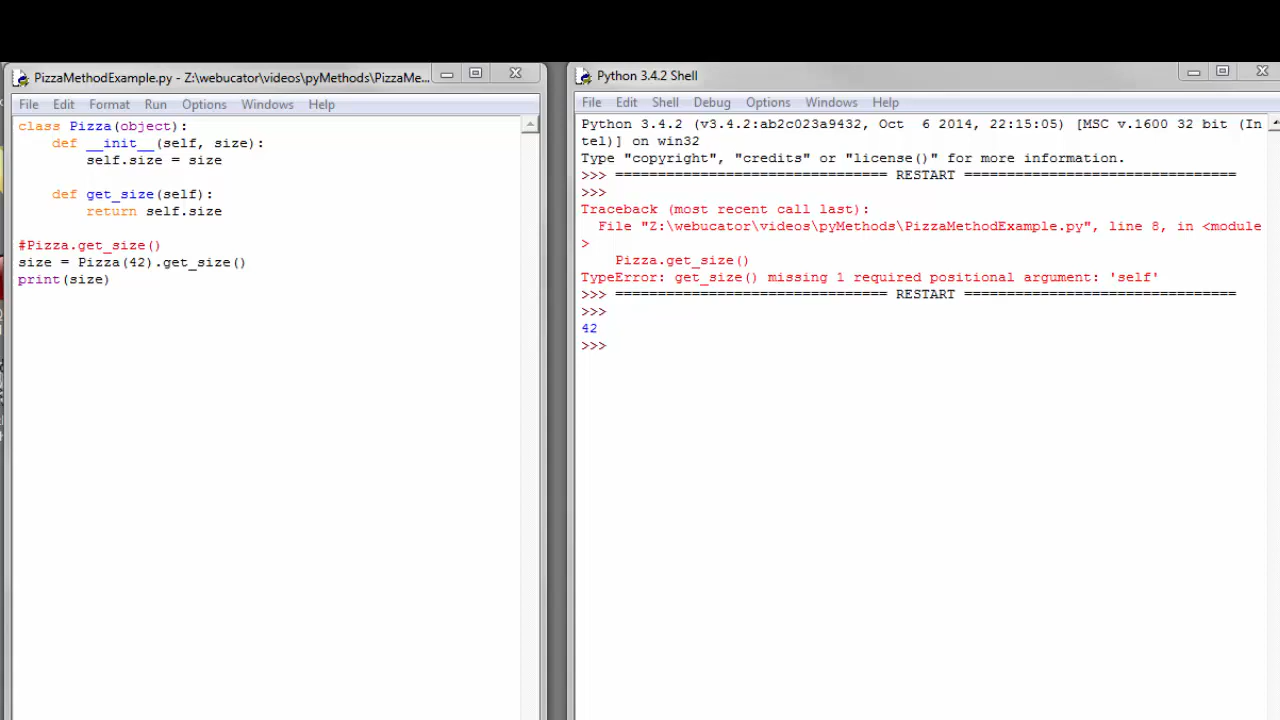 PizzaMethodExample.py - Z:\webucator\videos\pyMethods\PizzaMe...
File Edit Format Run Options Windows Help
class Pizza(object):
    def __init__(self, size):
        self.size = size
    def get_size(self):
        return self.size
#Pizza.get_size()
size = Pizza(42).get_size()
print(size)
Python 3.4.2 Shell
File Edit Shell Debug Options Windows Help
Python 3.4.2 (v3.4.2:ab2c023a9432, Oct  6 2014, 22:15:05) [MSC v.1600 32 bit (In
tel)] on win32
Type "copyright", "credits" or "license()" for more information.
>>> ================================ RESTART ================================
>>>
Traceback (most recent call last):
  File "Z:\webucator\videos\pyMethods\PizzaMethodExample.py", line 8, in <module
>
    Pizza.get_size()
TypeError: get_size() missing 1 required positional argument: 'self'
>>> ================================ RESTART ================================
>>>
42
>>>